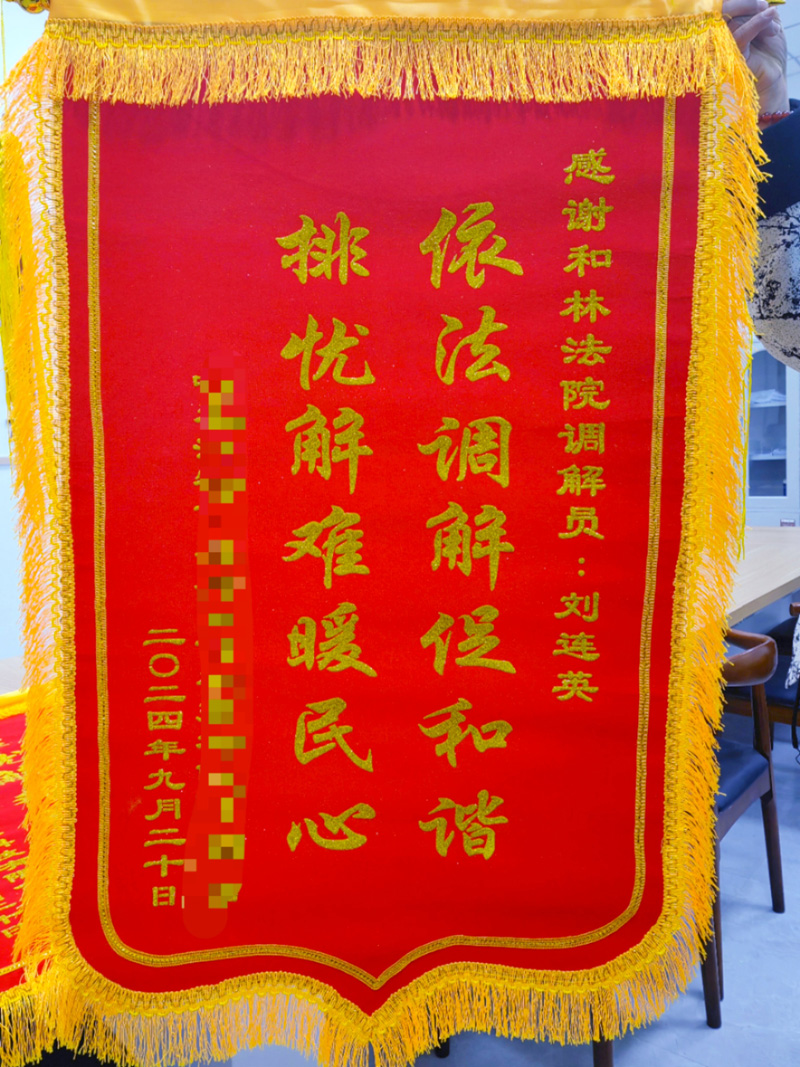 感谢和林法院调解员：刘连英
依法调解促和谐
排忧解难暖民心
二〇二四年九月二十日